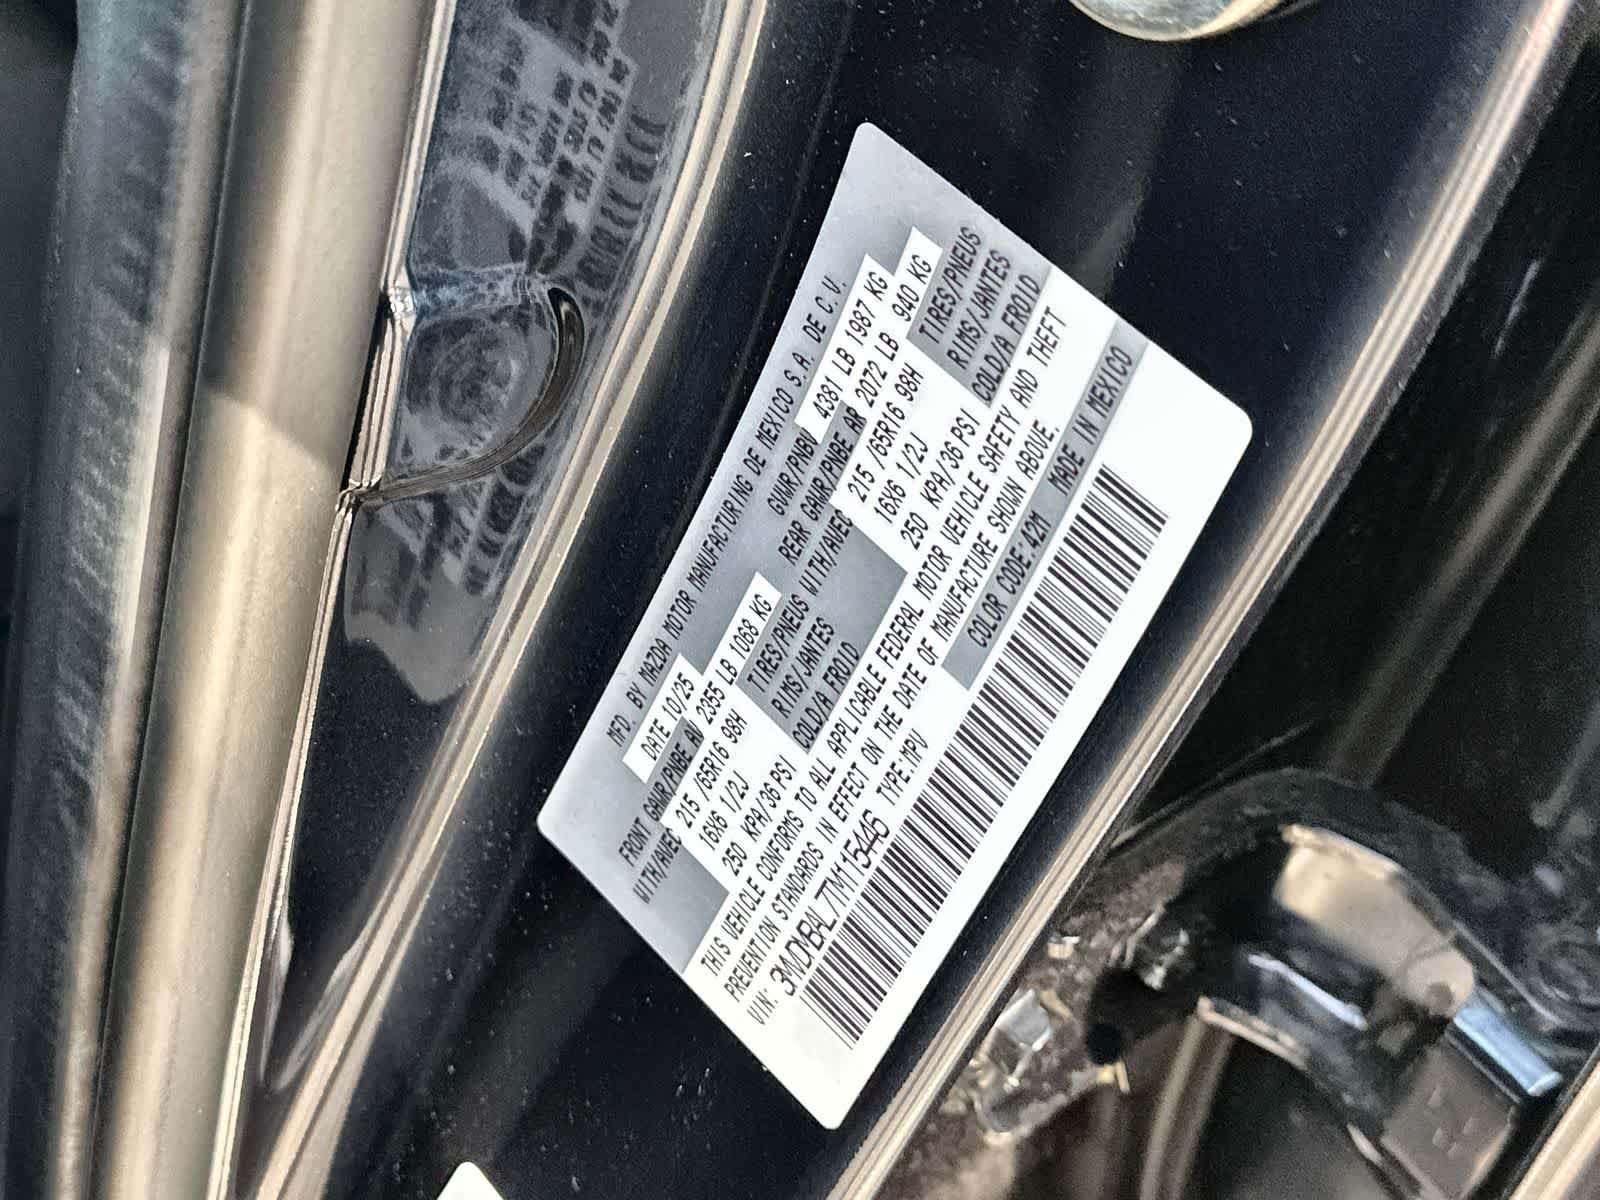 MFD. BY MAZDA MOTOR MANUFACTURING DE MEXICO S.A. DE C.V.
DATE 10/25 GVWR/PNBV 4381 LB 1987 KG
FRONT GAWR/PNBE AV 2355 LB 1068 KG REAR GAWR/PNBE AR 2072 LB 940 KG
WITH/AVEC 215 /65R16 98H TIRES/PNEUS WITH/AVEC 215 /65R16 98H TIRES/PNEUS
16X6 1/2J RIMS/JANTES 16X6 1/2J RIMS/JANTES
250 KPA/36 PSI COLD/A FROID 250 KPA/36 PSI COLD/A FROID
THIS VEHICLE CONFORMS TO ALL APPLICABLE FEDERAL MOTOR VEHICLE SAFETY AND THEFT
PREVENTION STANDARDS IN EFFECT ON THE DATE OF MANUFACTURE SHOWN ABOVE.
VIN: 3MVDMBAL7TM115446 TYPE:MPV COLOR CODE:42M MADE IN MEXICO